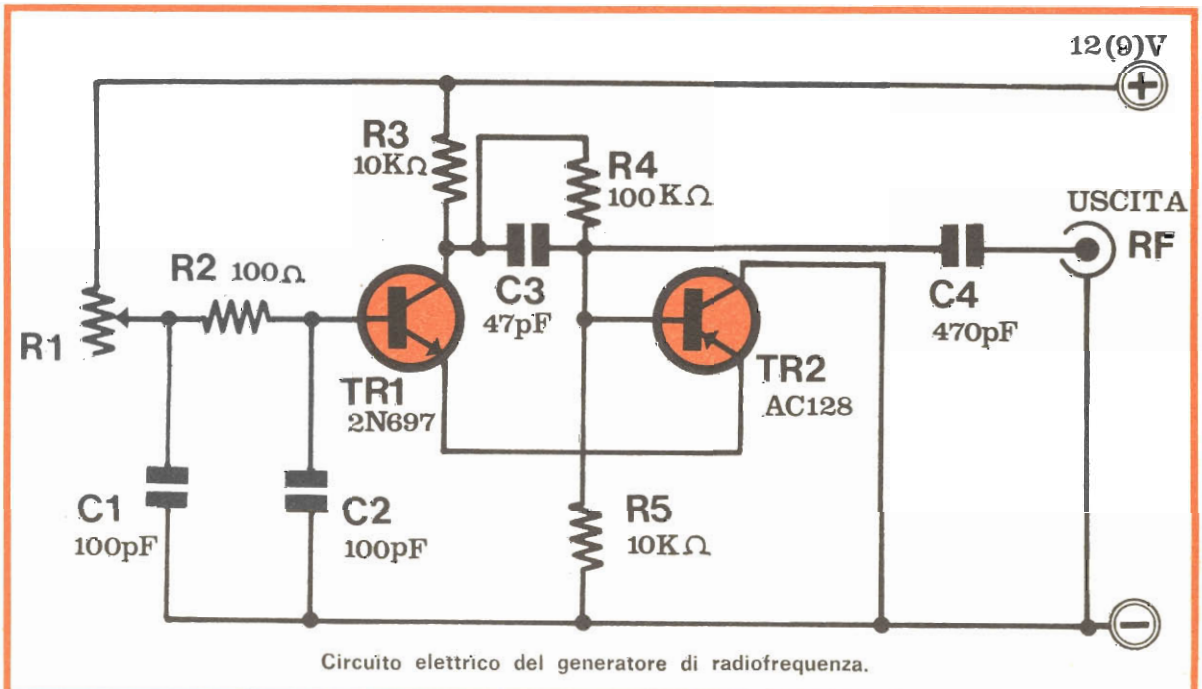 12(9)V
+
R3
10KΩ
R4
100KΩ
USCITA
RF
R2 100Ω
C3
47pF
C4
470pF
R1
TR1
2N697
TR2
AC128
C1
100pF
C2
100pF
R5
10KΩ
−
Circuito elettrico del generatore di radiofrequenza.